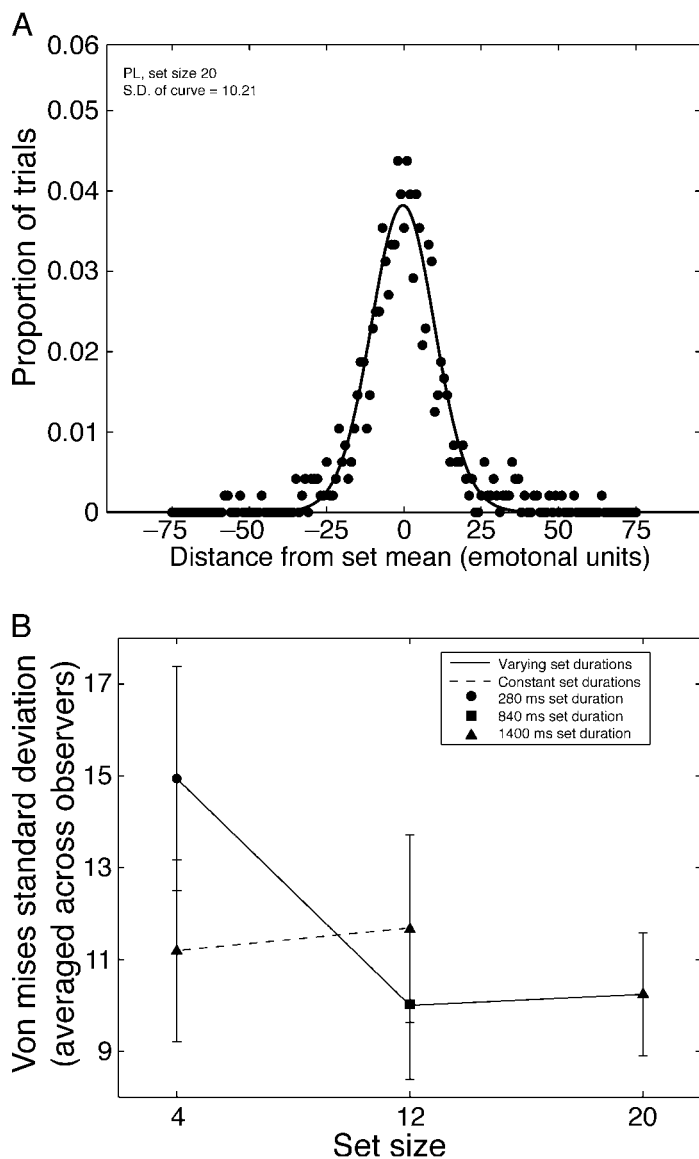 A
0.06
PL, set size 20
S.D. of curve = 10.21
0.05
0.04
0.03
0.02
0.01
0
Proportion of trials
−75 −50 −25 0 25 50 75
Distance from set mean (emotonal units)
B
17
15
13
11
9
Von mises standard deviation
(averaged across observers)
Varying set durations
Constant set durations
280 ms set duration
840 ms set duration
1400 ms set duration
4 12 20
Set size